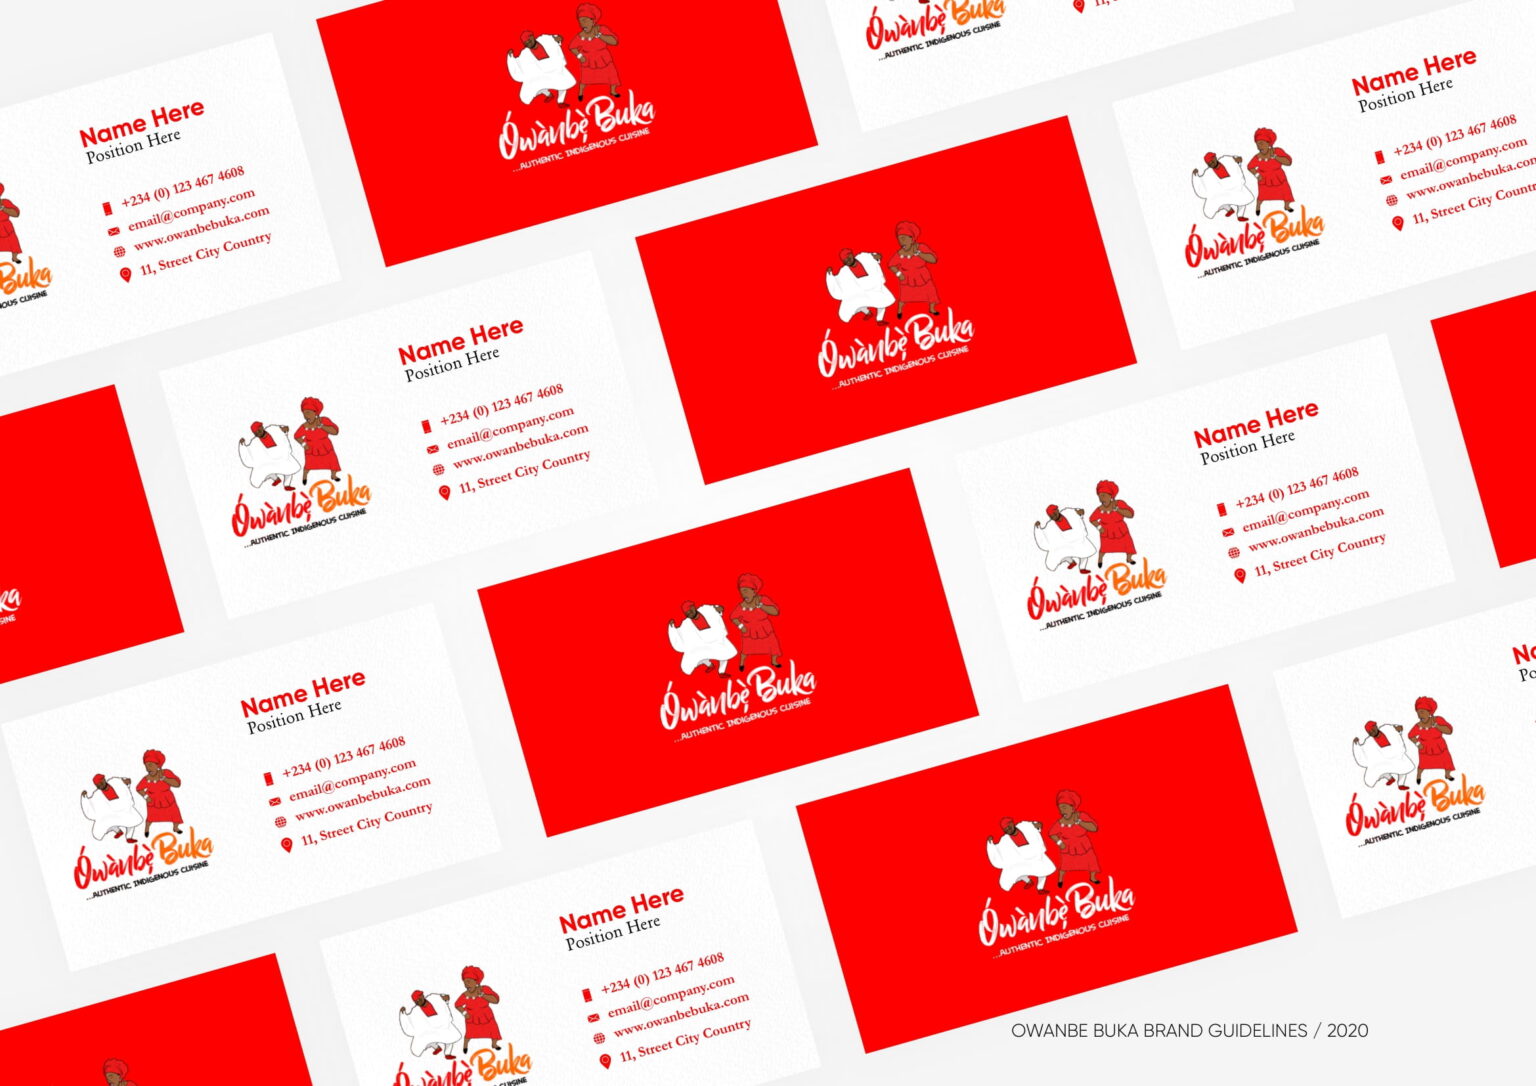 Ówànbẹ̀ Buka
...AUTHENTIC INDIGENOUS CUISINE
Ówànbẹ̀ Buka
...AUTHENTIC INDIGENOUS CUISINE
Name Here
Position Here
+234 (0) 123 467 4608
email@company.com
www.owanbebuka.com
11, Street City Country
Buka
CUISINE
Name Here
Position Here
+234 (0) 123 467 4608
email@company.com
www.owanbebuka.com
11, Street City Country
Ówànbẹ̀ Buka
...AUTHENTIC INDIGENOUS CUISINE
Ówànbẹ̀ Buka
...AUTHENTIC INDIGENOUS CUISINE
Name Here
Position Here
+234 (0) 123 467 4608
email@company.com
www.owanbebuka.com
11, Street City Country
Ówànbẹ̀ Buka
...AUTHENTIC INDIGENOUS CUISINE
Name Here
Position Here
+234 (0) 123 467 4608
email@company.com
www.owanbebuka.com
11, Street City Country
Ówànbẹ̀ Buka
...AUTHENTIC INDIGENOUS CUISINE
Ówànbẹ̀ Buka
...AUTHENTIC INDIGENOUS CUISINE
Name Here
Position Here
+234 (0) 123 467 4608
email@company.com
www.owanbebuka.com
11, Street City Country
Ówànbẹ̀ Buka
...AUTHENTIC INDIGENOUS CUISINE
Ówànbẹ̀ Buka
...AUTHENTIC INDIGENOUS CUISINE
Ówànbẹ̀ Buka
...AUTHENTIC INDIGENOUS CUISINE
Name Here
Position Here
+234 (0) 123 467 4608
email@company.com
www.owanbebuka.com
11, Street City Country
Ówànbẹ̀ Buka
CUISINE
OWANBE BUKA BRAND GUIDELINES / 2020